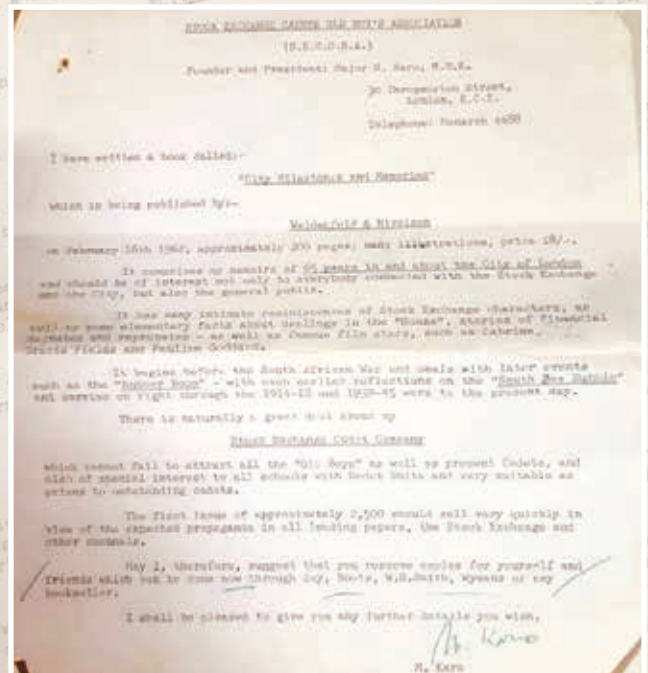 STOCK EXCHANGE CADETS OLD BOY'S ASSOCIATION
(S.E.C.O.B.A.)
Founder and President: Major M. Karo, M.B.E.
30 Throgmorton Street,
London, E.C.2.
Telephone: Monarch
I have written a book called:-
"City Milestones and Memories"
which is being published by:-
Weidenfeld & Nicolson
on February 16th 1962, approximately 200 pages; many illustrations, price 18/-.
It comprises my memoirs of 65 years in and about the City of London
and should be of interest not only to everybody connected with the Stock Exchange
and the City, but also the general public.
It has many intimate reminiscences of Stock Exchange characters, as
well as some elementary facts about dealings in the "House", stories of financial
magnates and - as well as famous film stars, such as
Gracie Fields and Pauline Goddard.
It begins before the South African War and deals with later events
such as the "Rubber Boom" - with even earlier reflections on the "South Sea Bubble"
and carries on right through the 1914-18 and 1939-45 wars to the present day.
There is naturally a great deal about my
Stock Exchange Cadet Company
which cannot fail to attract all the "Old Boys" as well as present Cadets, and
also of special interest to all schools with Cadet Units and very suitable as
prizes to outstanding cadets.
The first issue of approximately 2,500 should sell very quickly in
view of the expected propaganda in all leading papers, the Stock Exchange and
other channels.
May I, therefore, suggest that you reserve copies for yourself and
friends which can be done now through Boots, W.H.Smith, Wymans or any
bookseller.
I shall be pleased to give you any further details you wish.
M. Karo
M. Karo